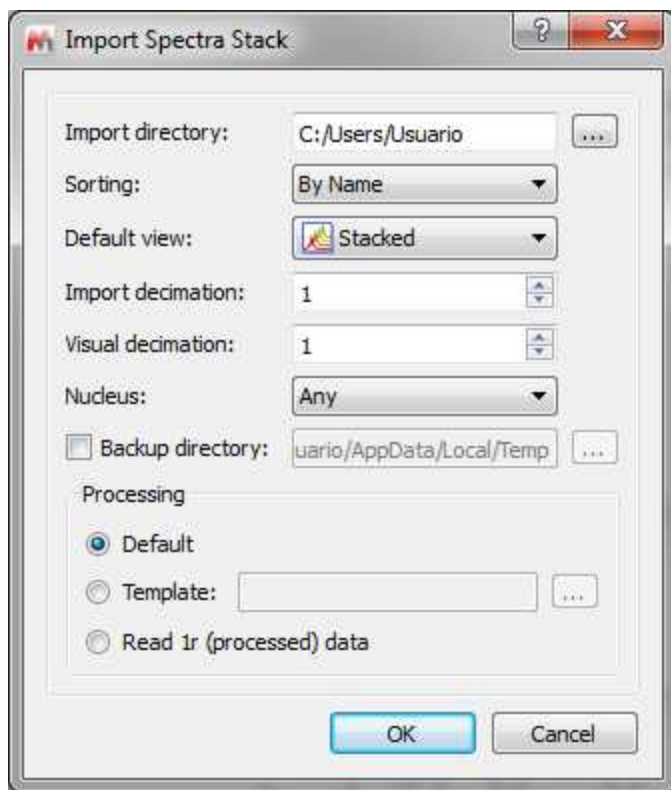 Import Spectra Stack
Import directory: C:/Users/Usuario ...
Sorting: By Name
Default view: Stacked
Import decimation: 1
Visual decimation: 1
Nucleus: Any
Backup directory: uario/AppData/Local/Temp ...
Processing
Default
Template: ...
Read 1r (processed) data
OK Cancel